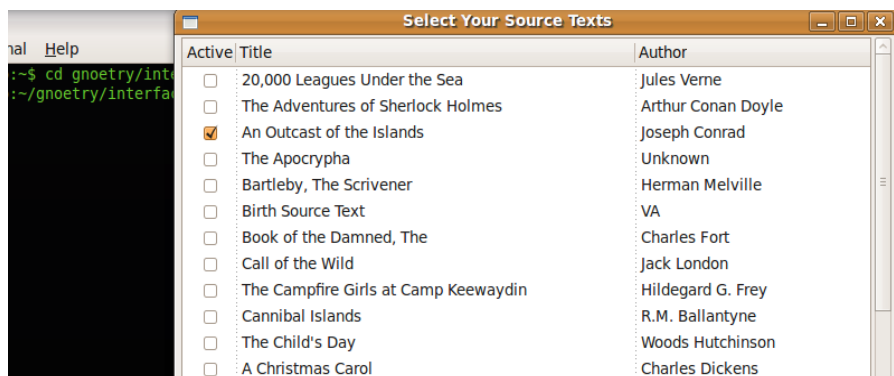 Select Your Source Texts
nal Help
:~$ cd gnoetry/inte
:~/gnoetry/interfac
Active Title Author
20,000 Leagues Under the Sea Jules Verne
The Adventures of Sherlock Holmes Arthur Conan Doyle
An Outcast of the Islands Joseph Conrad
The Apocrypha Unknown
Bartleby, The Scrivener Herman Melville
Birth Source Text VA
Book of the Damned, The Charles Fort
Call of the Wild Jack London
The Campfire Girls at Camp Keewaydin Hildegard G. Frey
Cannibal Islands R.M. Ballantyne
The Child's Day Woods Hutchinson
A Christmas Carol Charles Dickens